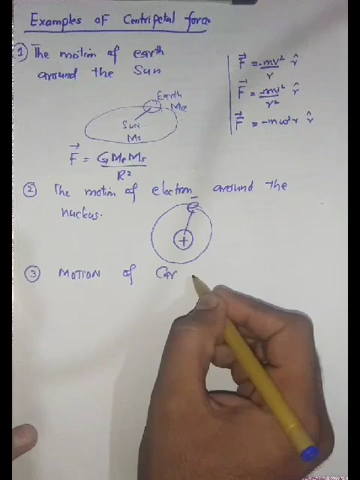 Examples of Centripetal force
① The motion of earth
around the Sun
Earth
Me
Sun
Ms
F⃗ = GMeMs / R²
② The motion of electron around the
nucleus.
e⁻
+
③ MOTION of Car
F⃗ = -mv²/r r̂
F⃗ = -mv²/r² r̂
F⃗ = -mω²r r̂